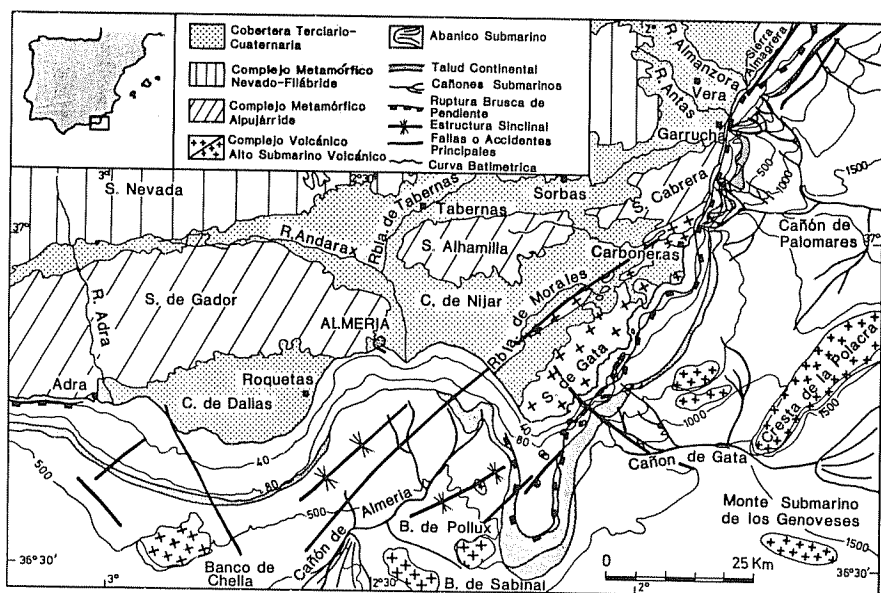 Cobertera Terciario-
Cuaternaria
Complejo Metamórfico
Nevado-Filábride
Complejo Metamórfico
Alpujárride
Complejo Volcánico
Alto Submarino Volcánico
Abanico Submarino
Talud Continental
Cañones Submarinos
Ruptura Brusca de
Pendiente
Estructura Sinclinal
Fallas o Accidentes
Principales
Curva Batimetrica
2°
R. Almanzora
Sierra
Almagrera
Vera
R. Antas
Garrucha
500
1000
1500
3°
2°30'
S. Nevada
Rbla. de Tabernas
Sorbas
Tabernas
S. Cabrera
37°
R. Andarax
S. Alhamilla
Carboneras
Cañón de
Palomares
37°
R. Adra
S. de Gador
C. de Nijar
Rbla. de Morales
ALMERIA
S. de Gata
Cresta de la Polacra
1500
Adra
Roquetas
C. de Dalias
40
80
500
40
80
1000
Cañon de Gata
500
Cañón de Almeria
B. de Pollux
Monte Submarino
de los Genoveses
1500
36°30'
Banco de
Chella
3°
2°30'
B. de Sabinal
0
25 Km
2°
36°30'